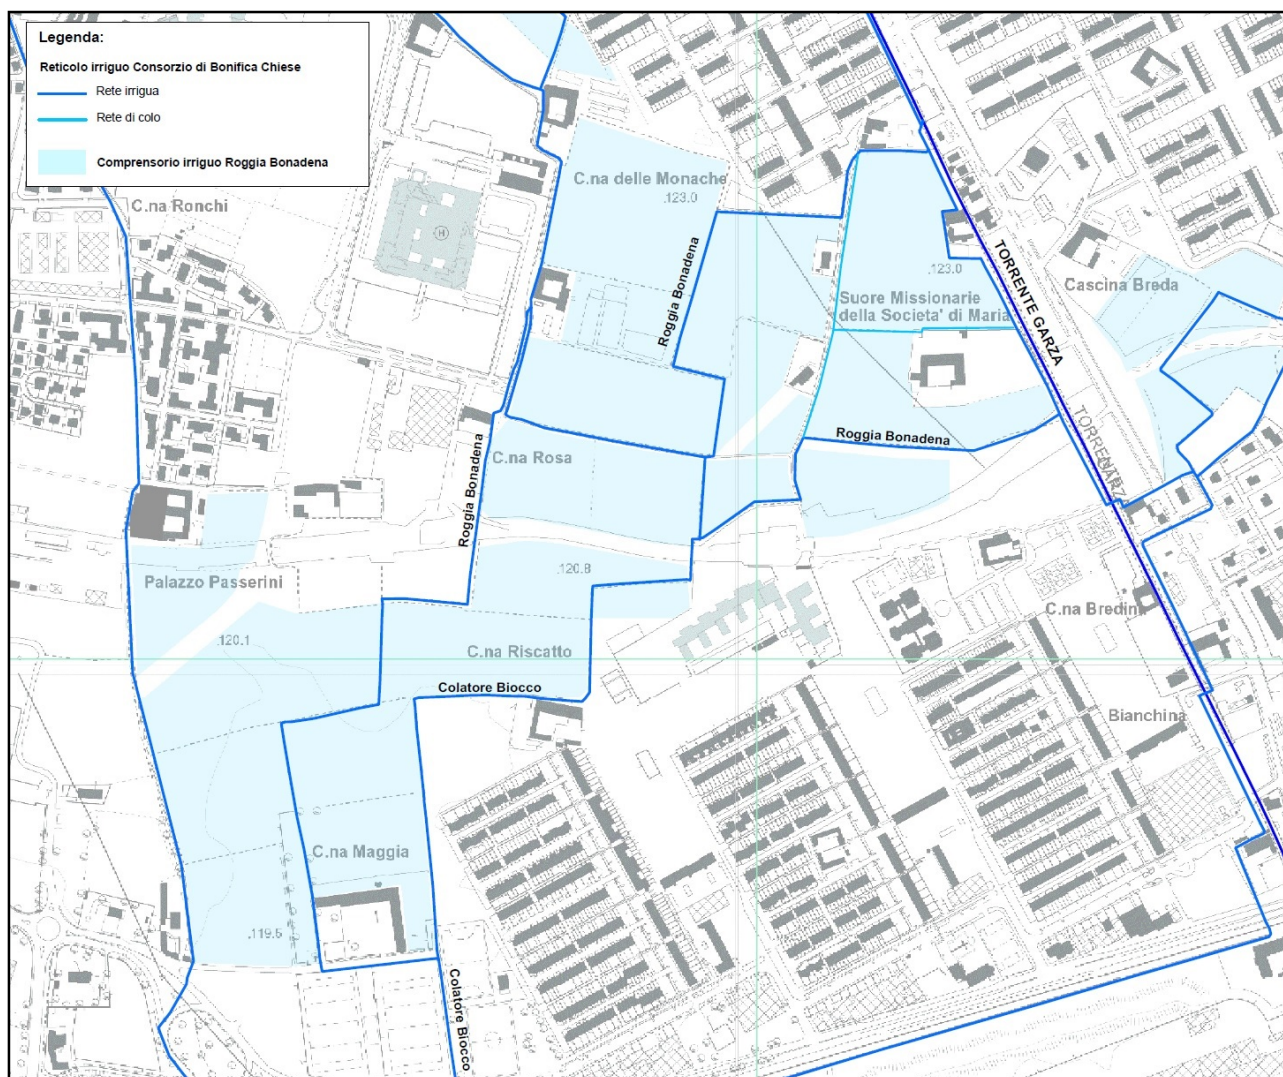 Legenda:
Reticolo irriguo Consorzio di Bonifica Chiese
Rete irrigua
Rete di colo
Comprensorio irriguo Roggia Bonadena
C.na Ronchi
H
C.na delle Monache
.123.0
Roggia Bonadena
TORRENTE GARZA
.123.0
Suore Missionarie
della Societa' di Maria
Cascina Breda
Roggia Bonadena
TORRE
C.na Rosa
Roggia Bonadena
Palazzo Passerini
.120.8
C.na Bredina
.120.1
C.na Riscatto
Colatore Biocco
Bianchina
C.na Maggia
.119.5
Colatore Biocco